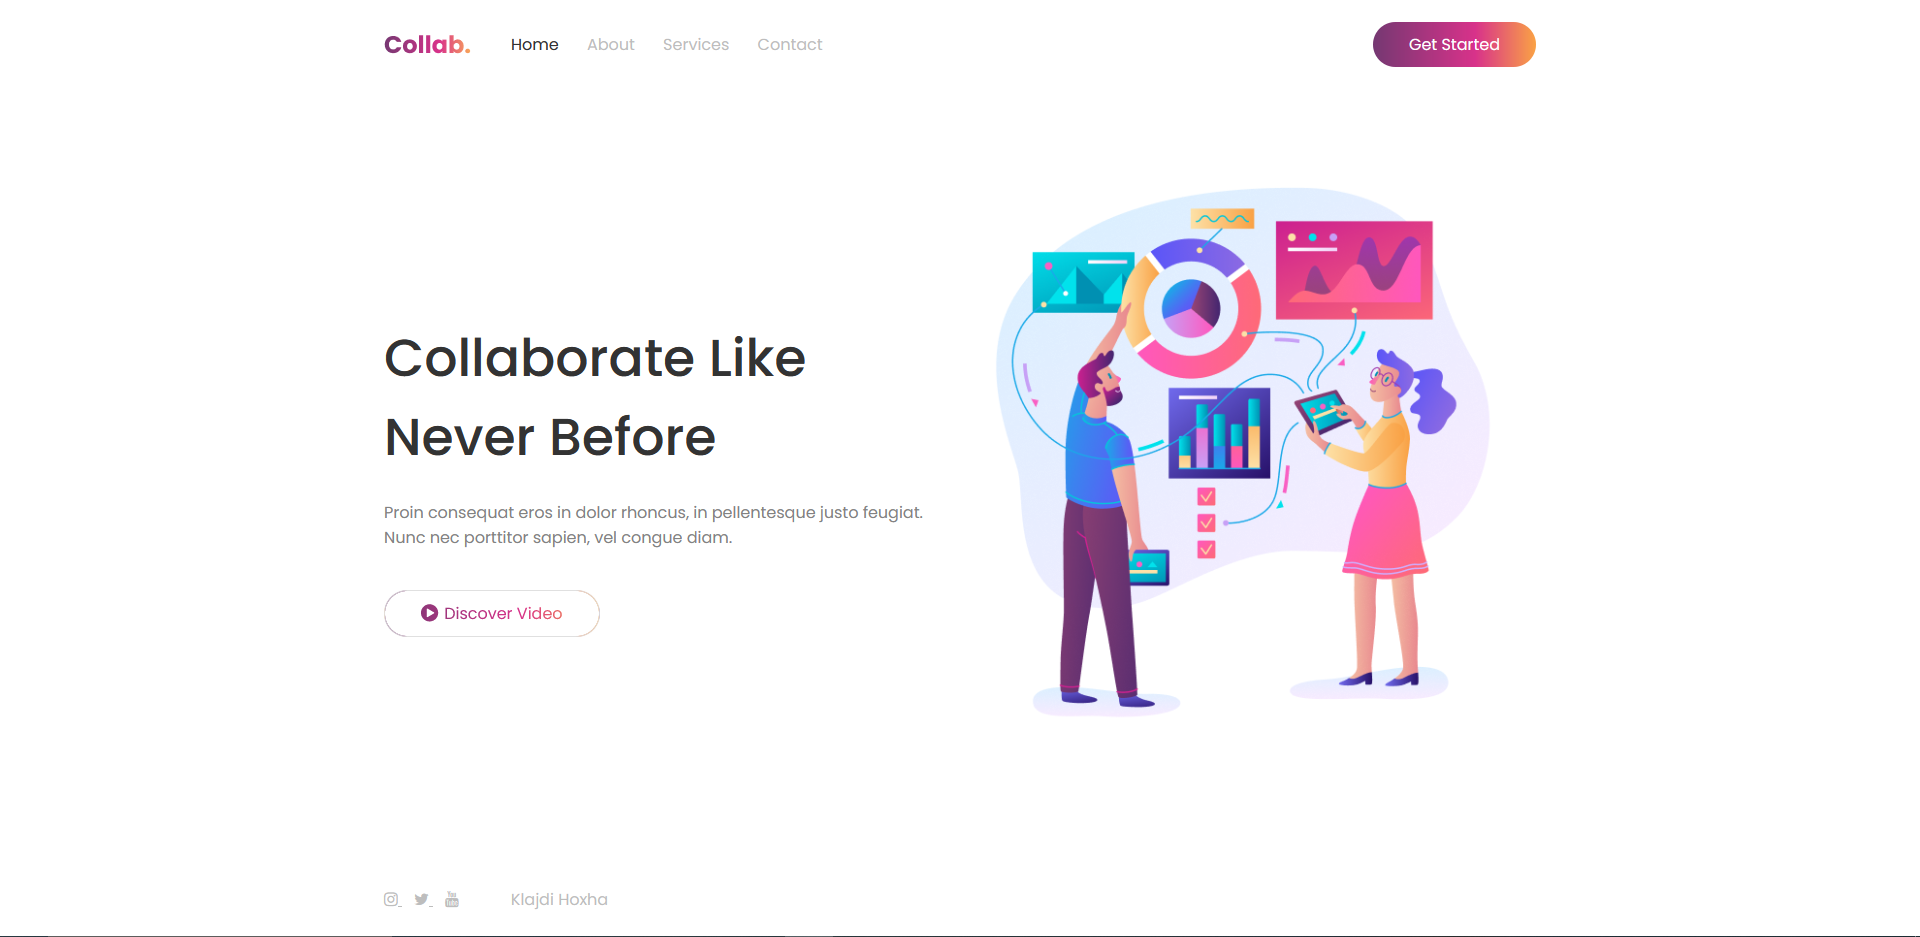 Collab. Home About Services Contact Get Started
Collaborate Like
Never Before
Proin consequat eros in dolor rhoncus, in pellentesque justo feugiat.
Nunc nec porttitor sapien, vel congue diam.
Discover Video
Klajdi Hoxha